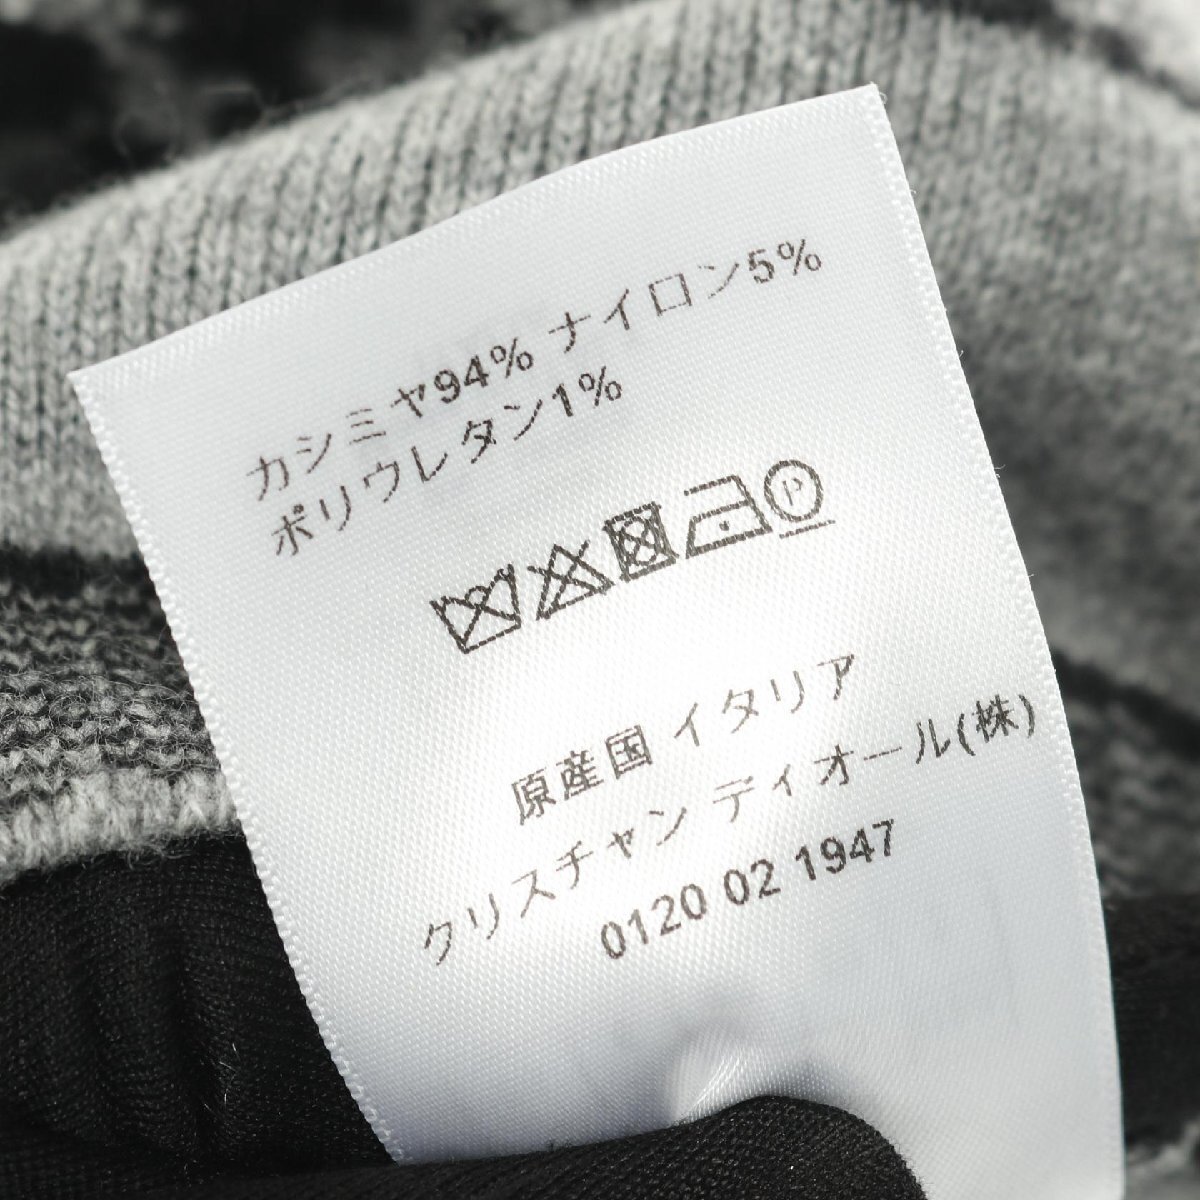 カシミヤ94% ナイロン5%
ポリウレタン1%
P
原産国 イタリア
クリスチャン ディオール(株)
0120 02 1947